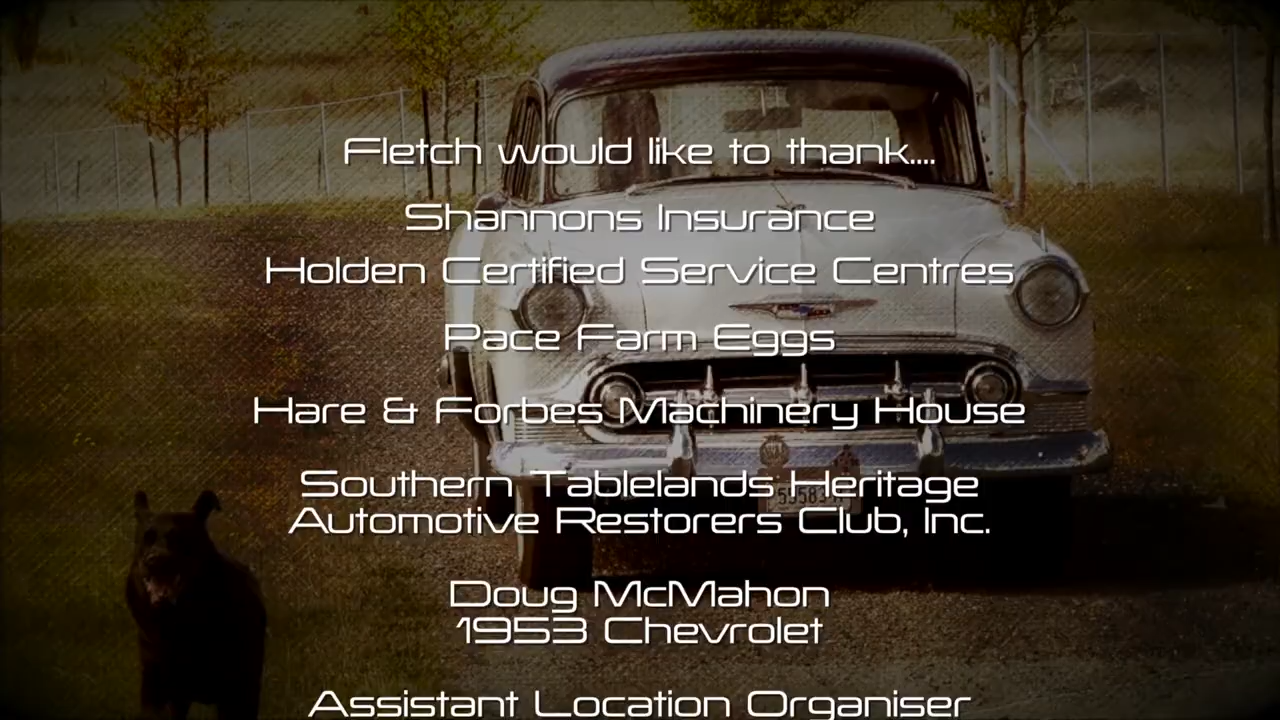 Fletch would like to thank....
Shannons Insurance
Holden Certified Service Centres
Pace Farm Eggs
Hare & Forbes Machinery House
Southern Tablelands Heritage
Automotive Restorers Club, Inc.
Doug McMahon
1953 Chevrolet
Assistant Location Organiser